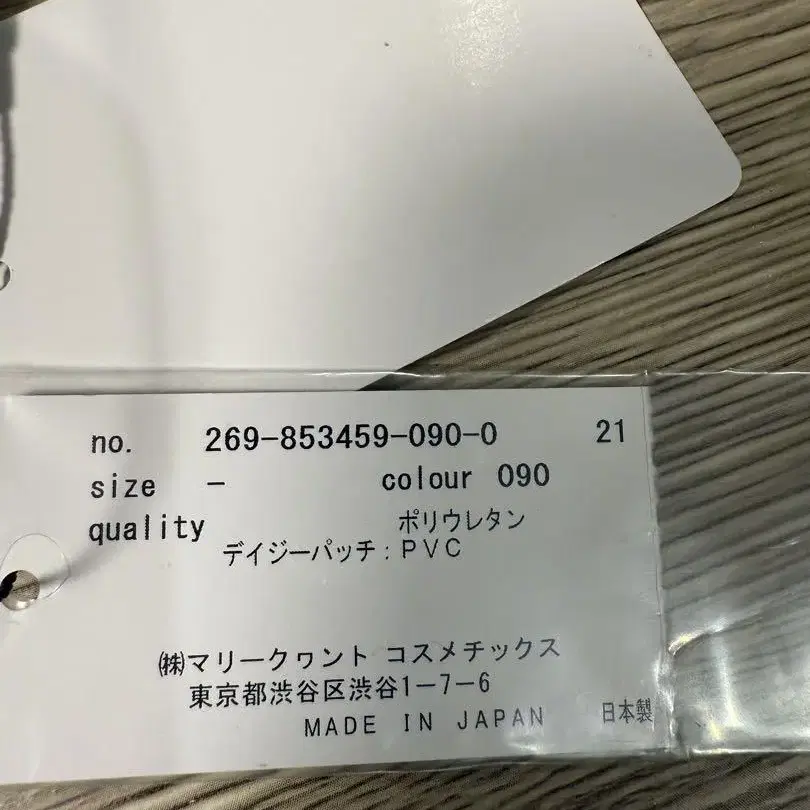 no. 269-853459-090-0 21
size - colour 090
quality ポリウレタン
デイジーパッチ:PVC
㈱マリークヮント コスメチックス
東京都渋谷区渋谷1-7-6
MADE IN JAPAN 日本製